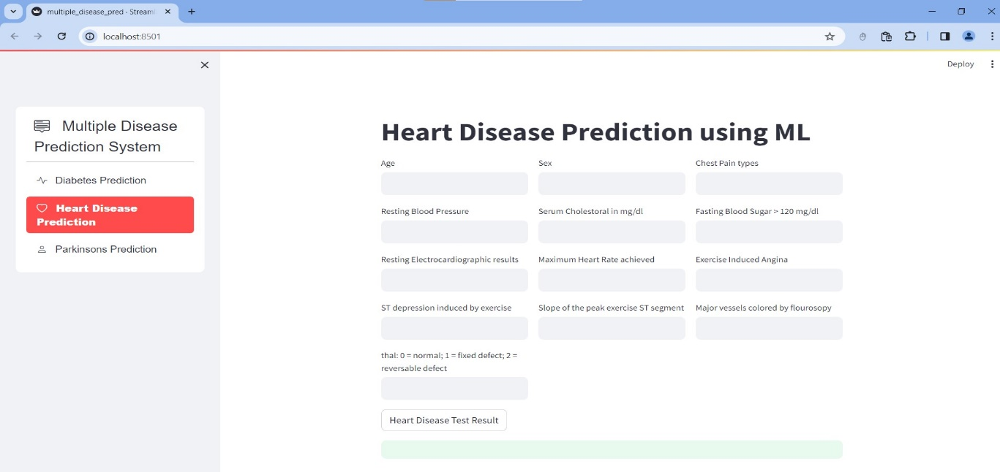 multiple_disease_pred - Streaml
localhost:8501
Deploy
Multiple Disease
Prediction System
Diabetes Prediction
Heart Disease
Prediction
Parkinsons Prediction
Heart Disease Prediction using ML
Age
Sex
Chest Pain types
Resting Blood Pressure
Serum Cholestoral in mg/dl
Fasting Blood Sugar > 120 mg/dl
Resting Electrocardiographic results
Maximum Heart Rate achieved
Exercise Induced Angina
ST depression induced by exercise
Slope of the peak exercise ST segment
Major vessels colored by flourosopy
thal: 0 = normal; 1 = fixed defect; 2 =
reversable defect
Heart Disease Test Result